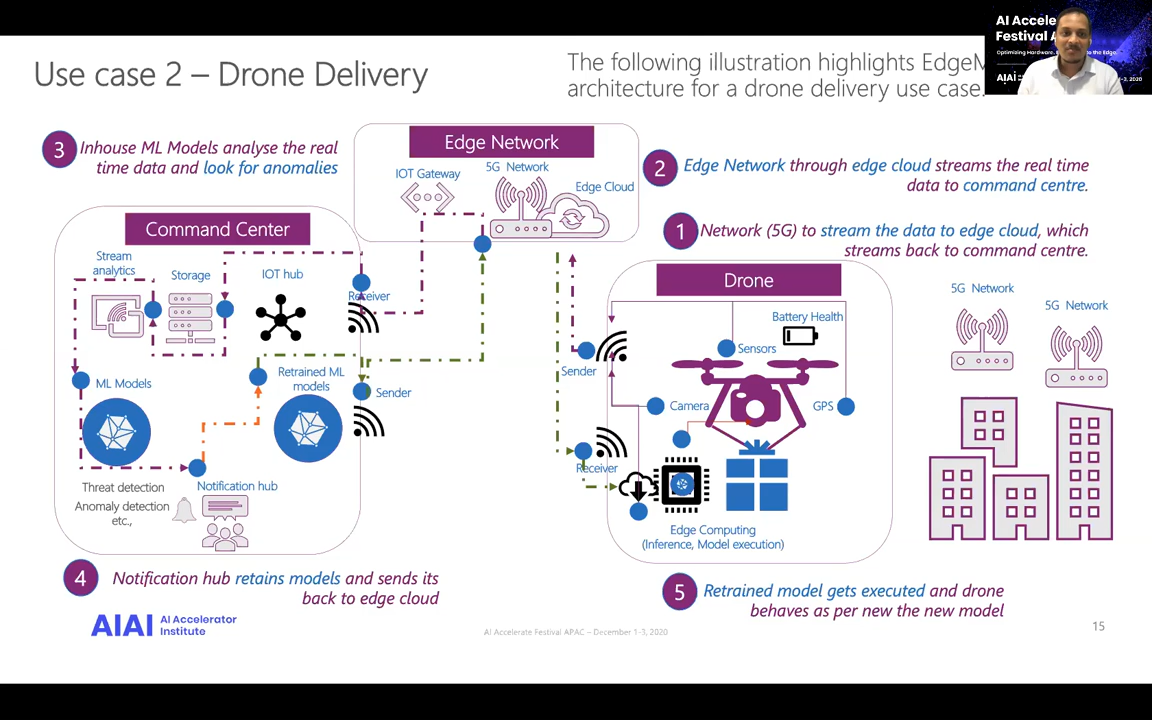 Use case 2 – Drone Delivery
The following illustration highlights
architecture for a drone delivery use case.
AI Accele
Festival
AIAI
3
Inhouse ML Models analyse the real
time data and look for anomalies
Edge Network
IOT Gateway
5G Network
Edge Cloud
2
Edge Network through edge cloud streams the real time
data to command centre.
1
Network (5G) to stream the data to edge cloud, which
streams back to command centre.
Command Center
Stream
analytics
Storage
IOT hub
Receiver
ML Models
Retrained ML
models
Sender
Threat detection
Anomaly detection
etc.,
Notification hub
Drone
Battery Health
Sensors
Sender
Camera
GPS
Receiver
Edge Computing
(Inference, Model execution)
5G Network
5G Network
4
Notification hub retains models and sends its
back to edge cloud
5
Retrained model gets executed and drone
behaves as per new the new model
AIAI AI Accelerator
Institute
AI Accelerate Festival APAC – December 1-3, 2020
15